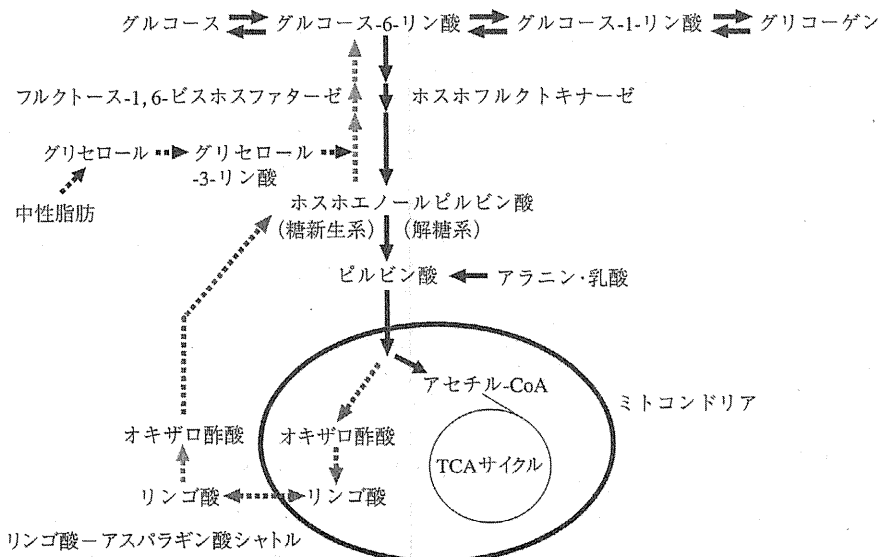 グルコース グルコース-6-リン酸 グルコース-1-リン酸 グリコーゲン
フルクトース-1,6-ビスホスファターゼ ホスホフルクトキナーゼ
グリセロール グリセロール
-3-リン酸
中性脂肪
ホスホエノールピルビン酸
(糖新生系) (解糖系)
ピルビン酸 アラニン・乳酸
アセチル-CoA
ミトコンドリア
オキザロ酢酸 オキザロ酢酸
TCAサイクル
リンゴ酸 リンゴ酸
リンゴ酸－アスパラギン酸シャトル